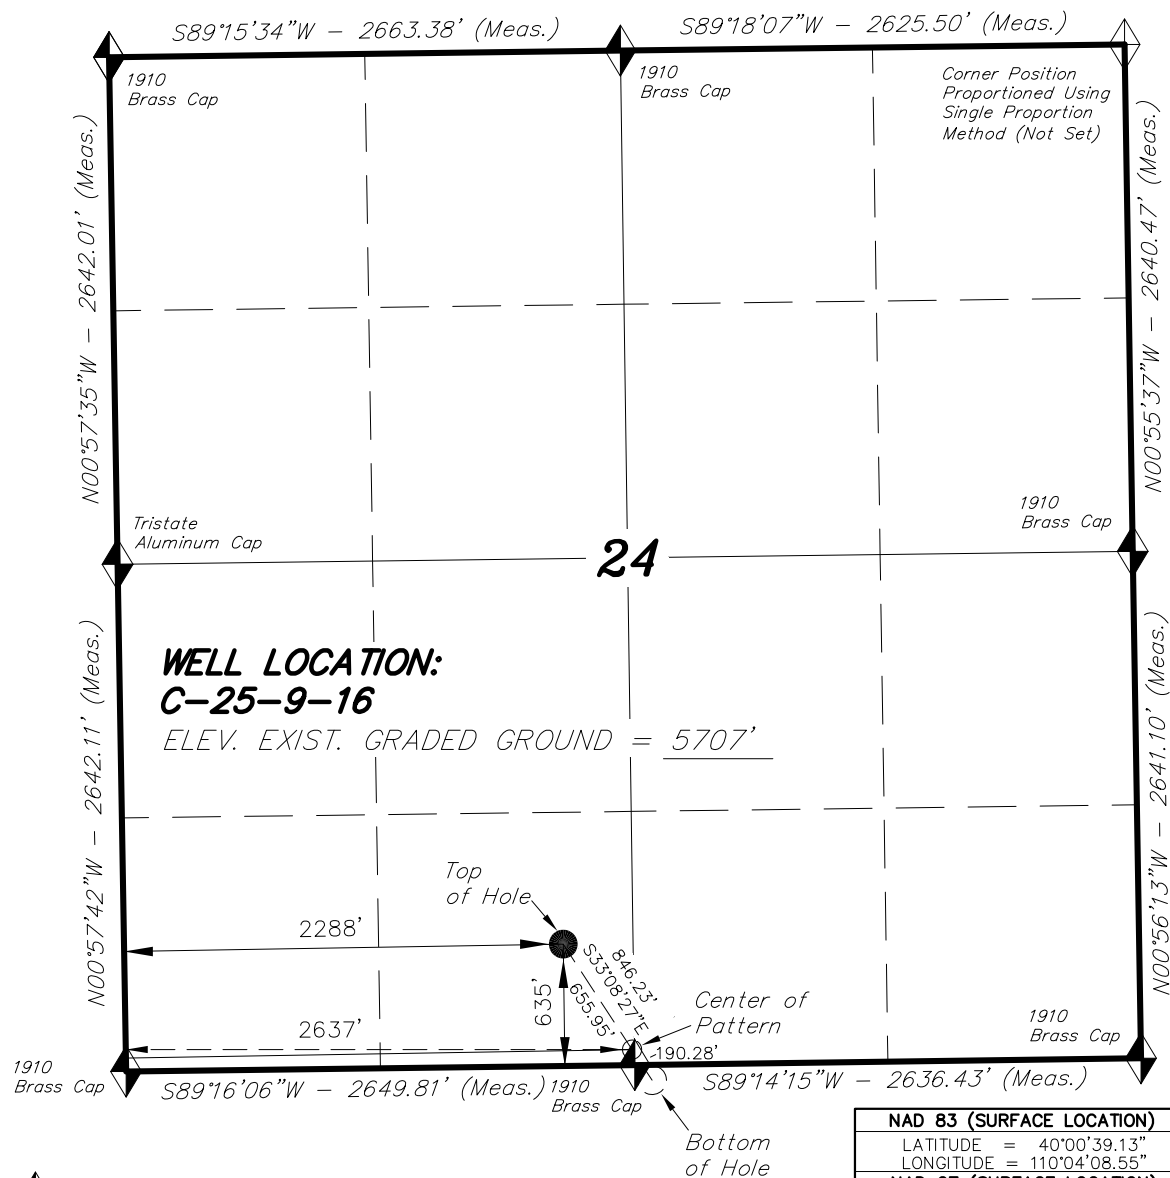 S89°15'34"W - 2663.38' (Meas.)
S89°18'07"W - 2625.50' (Meas.)
1910
Brass Cap
1910
Brass Cap
Corner Position
Proportioned Using
Single Proportion
Method (Not Set)
N00°57'35"W - 2642.01' (Meas.)
N00°55'37"W - 2640.47' (Meas.)
Tristate
Aluminum Cap
1910
Brass Cap
24
WELL LOCATION:
C-25-9-16
ELEV. EXIST. GRADED GROUND = 5707'
N00°57'42"W - 2642.11' (Meas.)
N00°56'13"W - 2641.10' (Meas.)
Top
of Hole
2288'
846.23'
S33°08'27"E
655.95'
635'
Center of
Pattern
2637'
190.28'
1910
Brass Cap
1910
Brass Cap
S89°16'06"W - 2649.81' (Meas.)
1910
Brass Cap
S89°14'15"W - 2636.43' (Meas.)
Bottom
of Hole
NAD 83 (SURFACE LOCATION)
LATITUDE = 40°00'39.13"
LONGITUDE = 110°04'08.55"